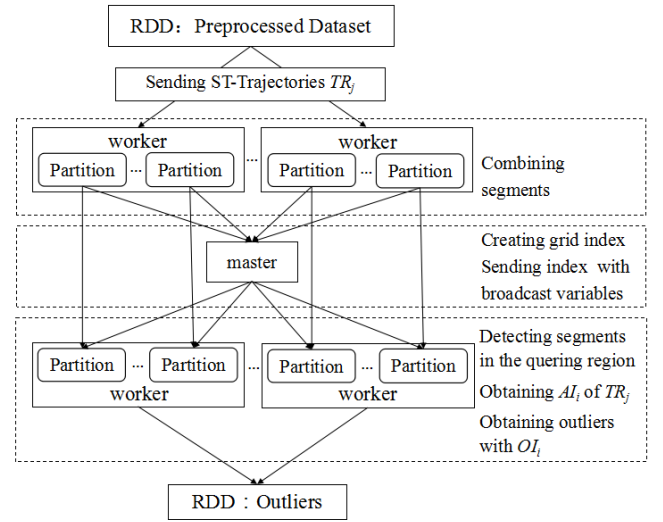 RDD：Preprocessed Dataset
Sending ST-Trajectories TRj
worker
worker
Partition ... Partition ... Partition ... Partition
Combining
segments
master
Creating grid index
Sending index with
broadcast variables
Partition ... Partition ... Partition ... Partition
worker
worker
Detecting segments
in the quering region
Obtaining AIi of TRj
Obtaining outliers
with OIi
RDD：Outliers